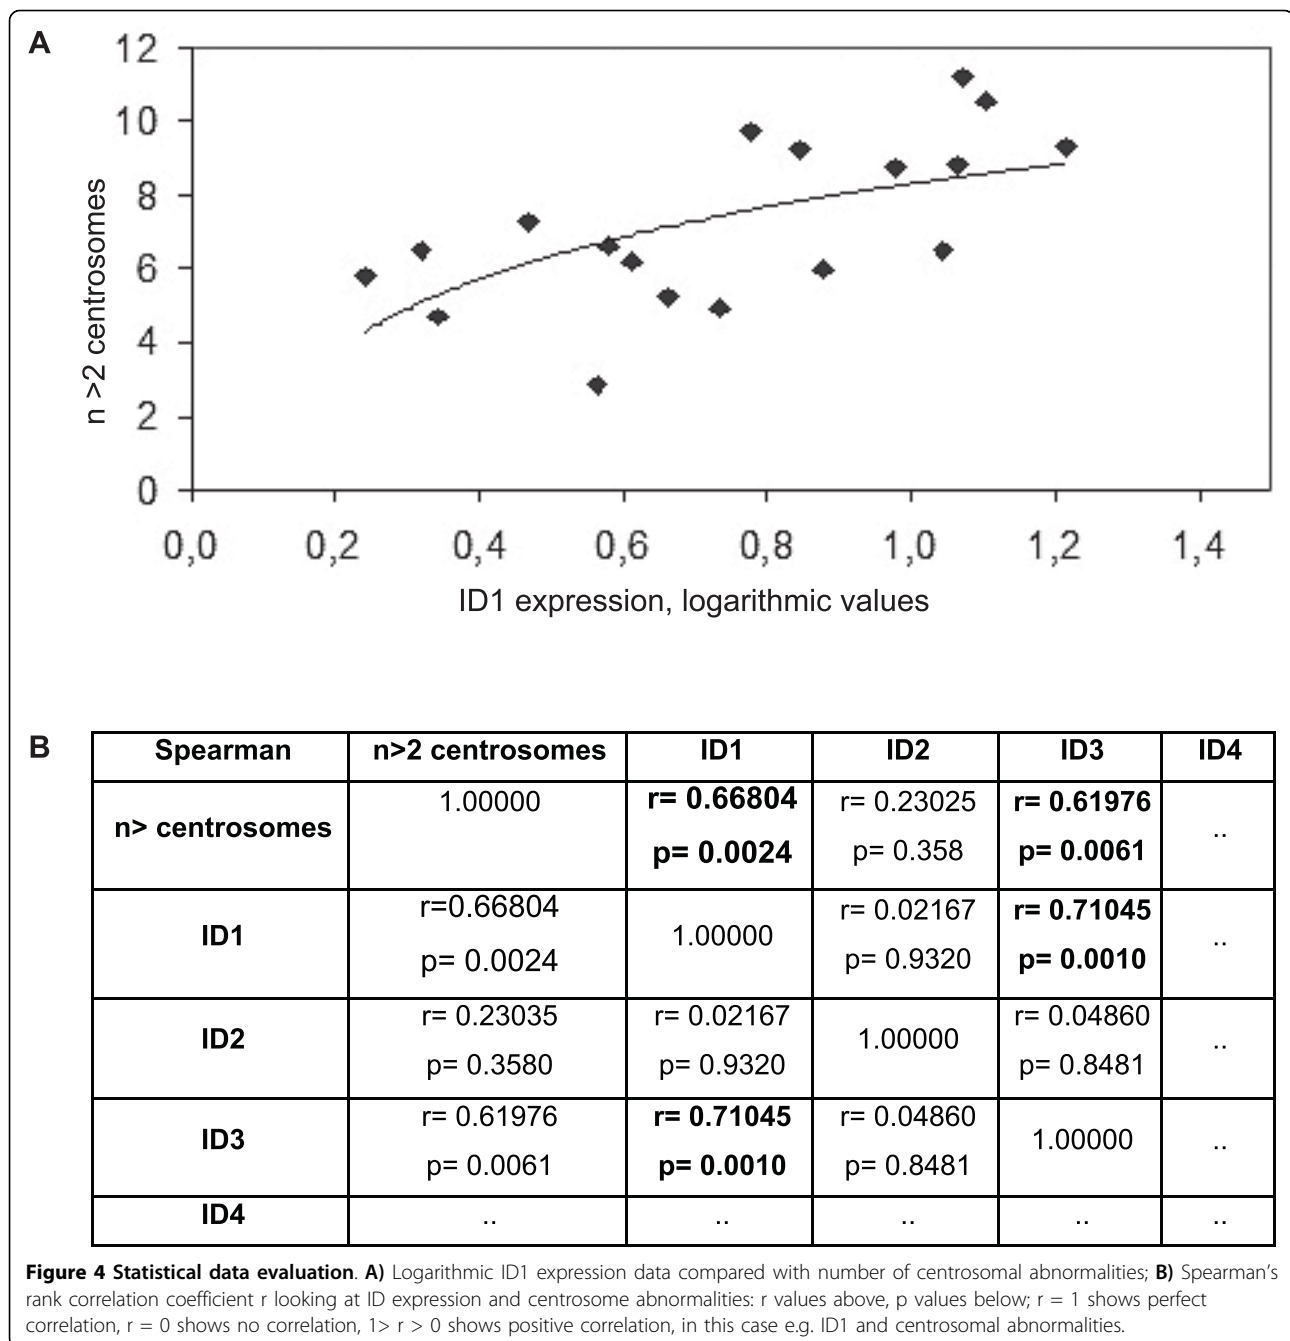 A
12
10
8
6
4
2
0
n >2 centrosomes
0,0 0,2 0,4 0,6 0,8 1,0 1,2 1,4
ID1 expression, logarithmic values
B
Spearman n>2 centrosomes ID1 ID2 ID3 ID4
n> centrosomes 1.00000 r= 0.66804 r= 0.23025 r= 0.61976 ..
p= 0.0024 p= 0.358 p= 0.0061
ID1 r=0.66804 1.00000 r= 0.02167 r= 0.71045 ..
p= 0.0024 p= 0.9320 p= 0.0010
ID2 r= 0.23035 r= 0.02167 1.00000 r= 0.04860 ..
p= 0.3580 p= 0.9320 p= 0.8481
ID3 r= 0.61976 r= 0.71045 r= 0.04860 1.00000 ..
p= 0.0061 p= 0.0010 p= 0.8481
ID4 .. .. .. .. ..
Figure 4 Statistical data evaluation. A) Logarithmic ID1 expression data compared with number of centrosomal abnormalities; B) Spearman's
rank correlation coefficient r looking at ID expression and centrosome abnormalities: r values above, p values below; r = 1 shows perfect
correlation, r = 0 shows no correlation, 1> r > 0 shows positive correlation, in this case e.g. ID1 and centrosomal abnormalities.